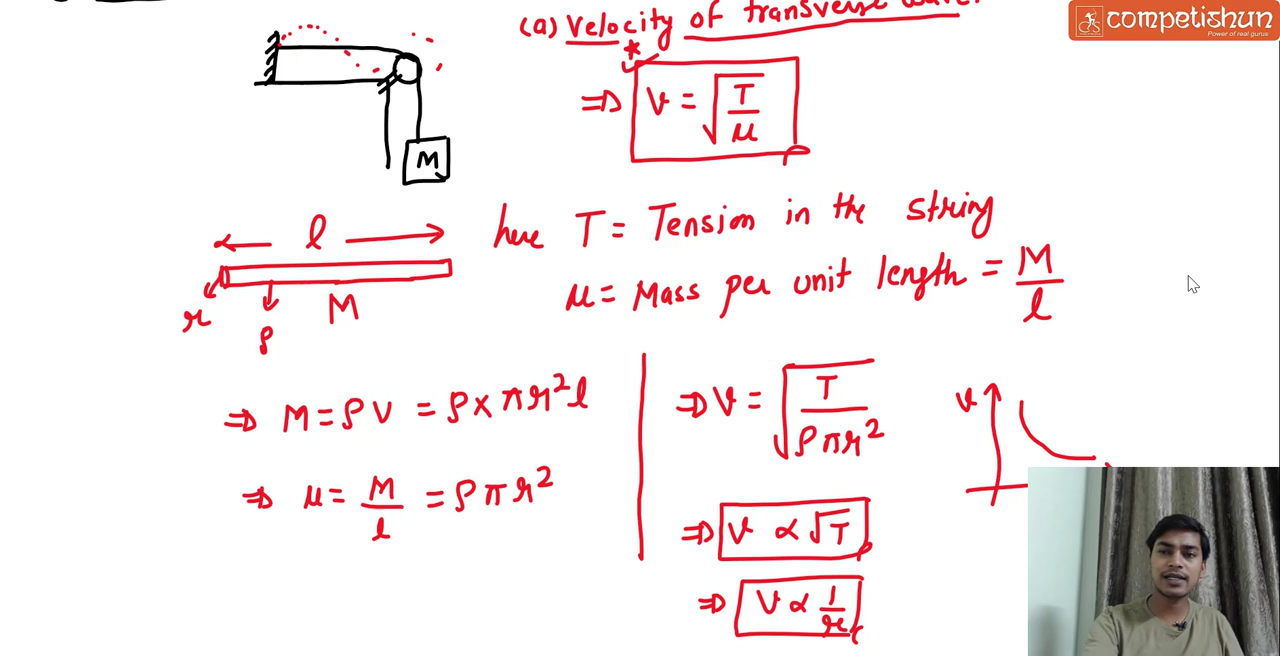 (a) Velocity of transverse wave.
competishun
Power of real gurus
*
⇒ V = √(T/μ)
M
l
here T = Tension in the string
μ = Mass per unit length = M/l
r
ρ
M
⇒ M = ρV = ρ × πr²l
⇒ μ = M/l = ρπr²
⇒ V = √(T/ρπr²)
⇒ V ∝ √T
⇒ V ∝ 1/r
v